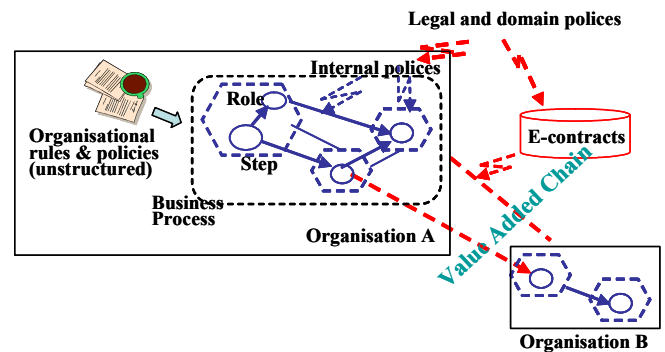 Legal and domain polices
Internal polices
Role
Organisational
rules & policies
(unstructured)
Step
E-contracts
Business
Process
Organisation A
Value Added Chain
Organisation B